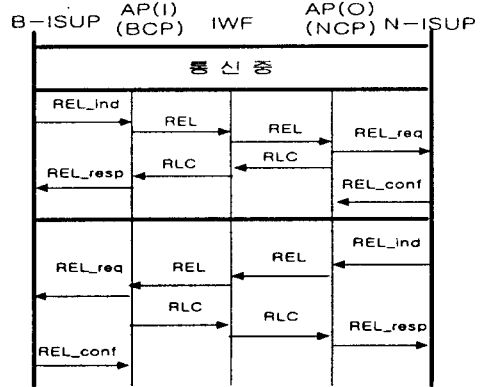 B-ISUP AP(I) (BCP) IWF AP(O) (NCP) N-ISUP
통신중
REL_ind
REL
REL
REL_req
RLC
RLC
REL_resp
REL_conf
REL_ind
REL
REL
REL_req
RLC
RLC
REL_resp
REL_conf